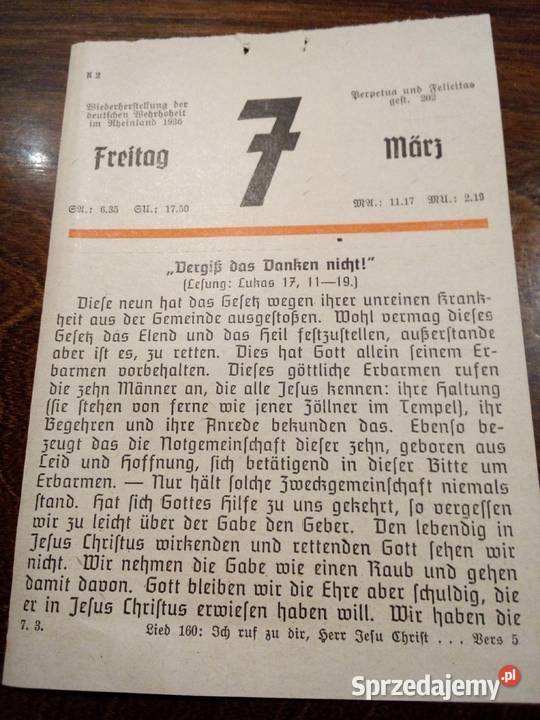 K 2
Wiederherstellung der
deutschen Wehrhoheit
im Rheinland 1936
Perpetua und Felicitas
gest. 202
7
Freitag
März
SA.: 6.35 SU.: 17.50
MA.: 11.17 MU.: 2.19
„Vergiß das Danken nicht!“
(Lesung: Lukas 17, 11—19.)
Diese neun hat das Gesetz wegen ihrer unreinen Krank-
heit aus der Gemeinde ausgestoßen. Wohl vermag dieses
Gesetz das Elend und das Heil festzustellen, außerstande
aber ist es, zu retten. Dies hat Gott allein seinem Er-
barmen vorbehalten. Dieses göttliche Erbarmen rufen
die zehn Männer an, die alle Jesus kennen: ihre Haltung
(sie stehen von ferne wie jener Zöllner im Tempel), ihr
Begehren und ihre Anrede bekunden das. Ebenso be-
zeugt das die Notgemeinschaft dieser zehn, geboren aus
Leid und Hoffnung, sich betätigend in dieser Bitte um
Erbarmen. — Nur hält solche Zweckgemeinschaft niemals
stand. Hat sich Gottes Hilfe zu uns gekehrt, so vergessen
wir zu leicht über der Gabe den Geber. Den lebendig in
Jesus Christus wirkenden und rettenden Gott sehen wir
nicht. Wir nehmen die Gabe wie einen Raub und gehen
damit davon. Gott bleiben wir die Ehre aber schuldig, die
er in Jesus Christus erwiesen haben will. Wir haben die
7. 3. Lied 160: Ich ruf zu dir, Herr Jesu Christ . . . Vers 5
Sprzedajemy.pl